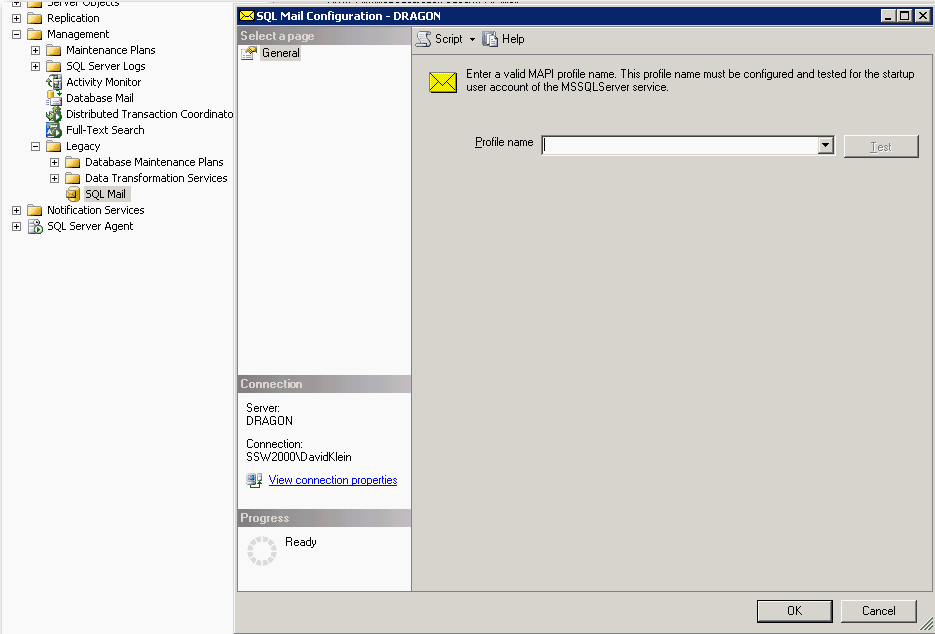 Server Objects
Replication
Management
Maintenance Plans
SQL Server Logs
Activity Monitor
Database Mail
Distributed Transaction Coordinato
Full-Text Search
Legacy
Database Maintenance Plans
Data Transformation Services
SQL Mail
Notification Services
SQL Server Agent
SQL Mail Configuration - DRAGON
Select a page
General
Script
Help
Enter a valid MAPI profile name. This profile name must be configured and tested for the startup
user account of the MSSQLServer service.
Profile name
Test
Connection
Server:
DRAGON
Connection:
SSW2000\DavidKlein
View connection properties
Progress
Ready
OK
Cancel